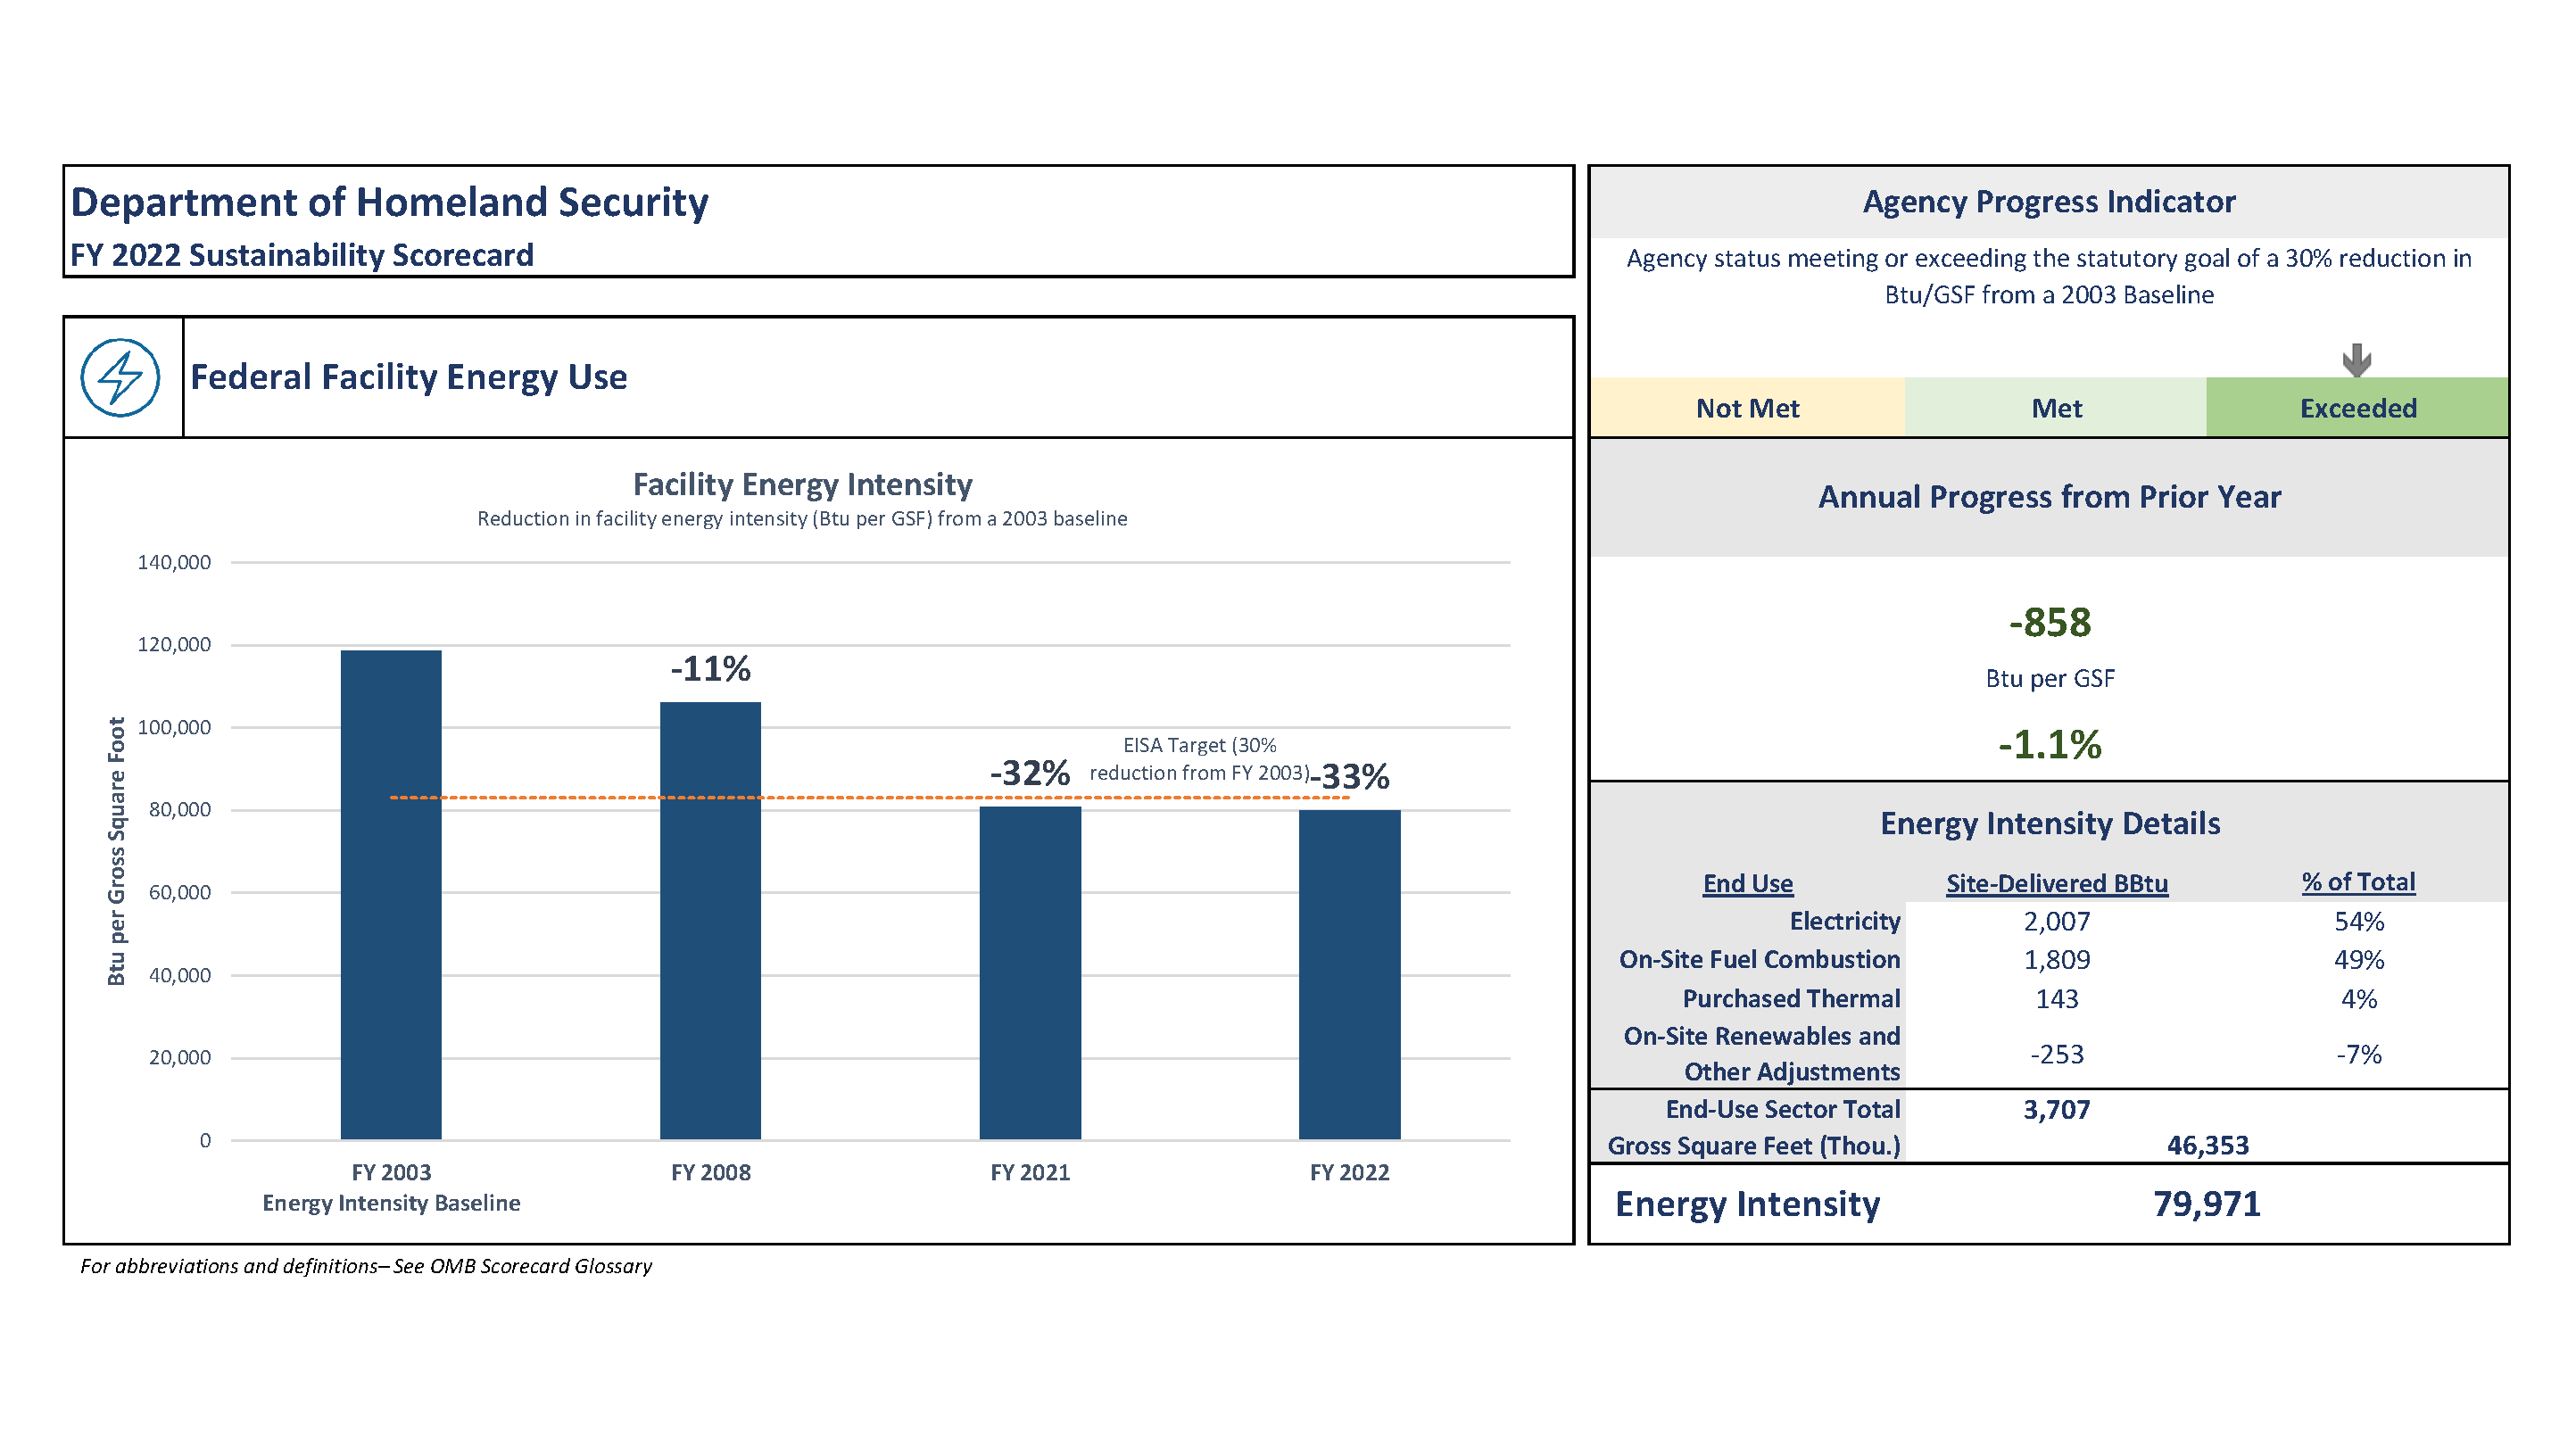 Department of Homeland Security
FY 2022 Sustainability Scorecard
Federal Facility Energy Use
Facility Energy Intensity
Reduction in facility energy intensity (Btu per GSF) from a 2003 baseline
Btu per Gross Square Foot
140,000
120,000
100,000
80,000
60,000
40,000
20,000
0
-11%
-32%
EISA Target (30%
reduction from FY 2003)
-33%
FY 2003
Energy Intensity Baseline
FY 2008
FY 2021
FY 2022
For abbreviations and definitions– See OMB Scorecard Glossary
Agency Progress Indicator
Agency status meeting or exceeding the statutory goal of a 30% reduction in
Btu/GSF from a 2003 Baseline
Not Met Met Exceeded
Annual Progress from Prior Year
-858
Btu per GSF
-1.1%
Energy Intensity Details
End Use Site-Delivered BBtu % of Total
Electricity 2,007 54%
On-Site Fuel Combustion 1,809 49%
Purchased Thermal 143 4%
On-Site Renewables and
Other Adjustments -253 -7%
End-Use Sector Total 3,707
Gross Square Feet (Thou.) 46,353
Energy Intensity 79,971